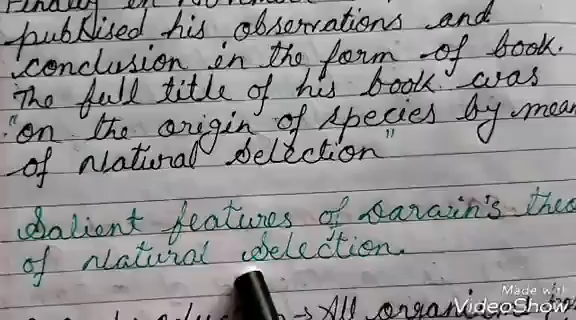 publised his observations and
conclusion in the form of book.
The full title of his book was
"on the origin of species by mean
of Natural Selection"
Salient features of Dararin's theo
of Natural Selection.
→ All organis
Made with
VideoShow